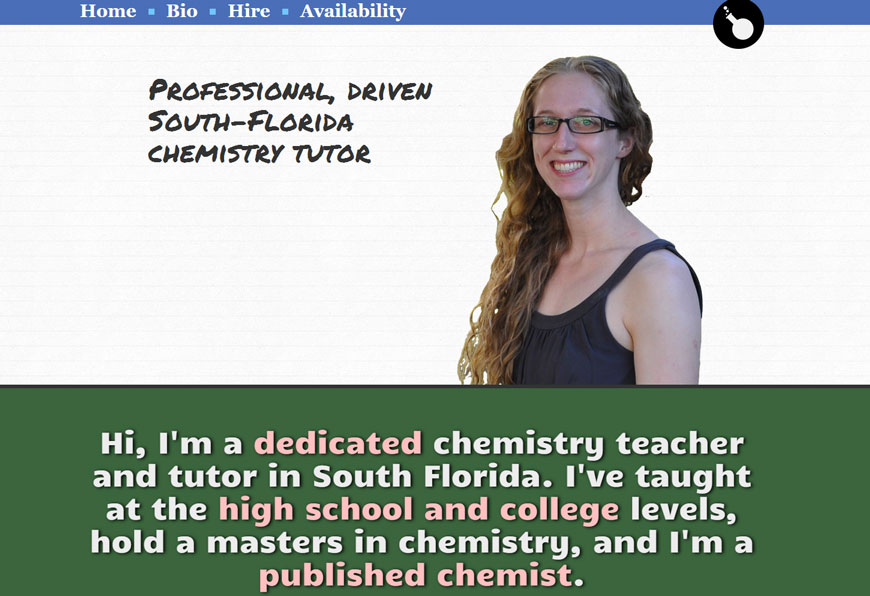 Home Bio Hire Availability
Professional, driven
South-Florida
chemistry tutor
Hi, I'm a dedicated chemistry teacher
and tutor in South Florida. I've taught
at the high school and college levels,
hold a masters in chemistry, and I'm a
published chemist.